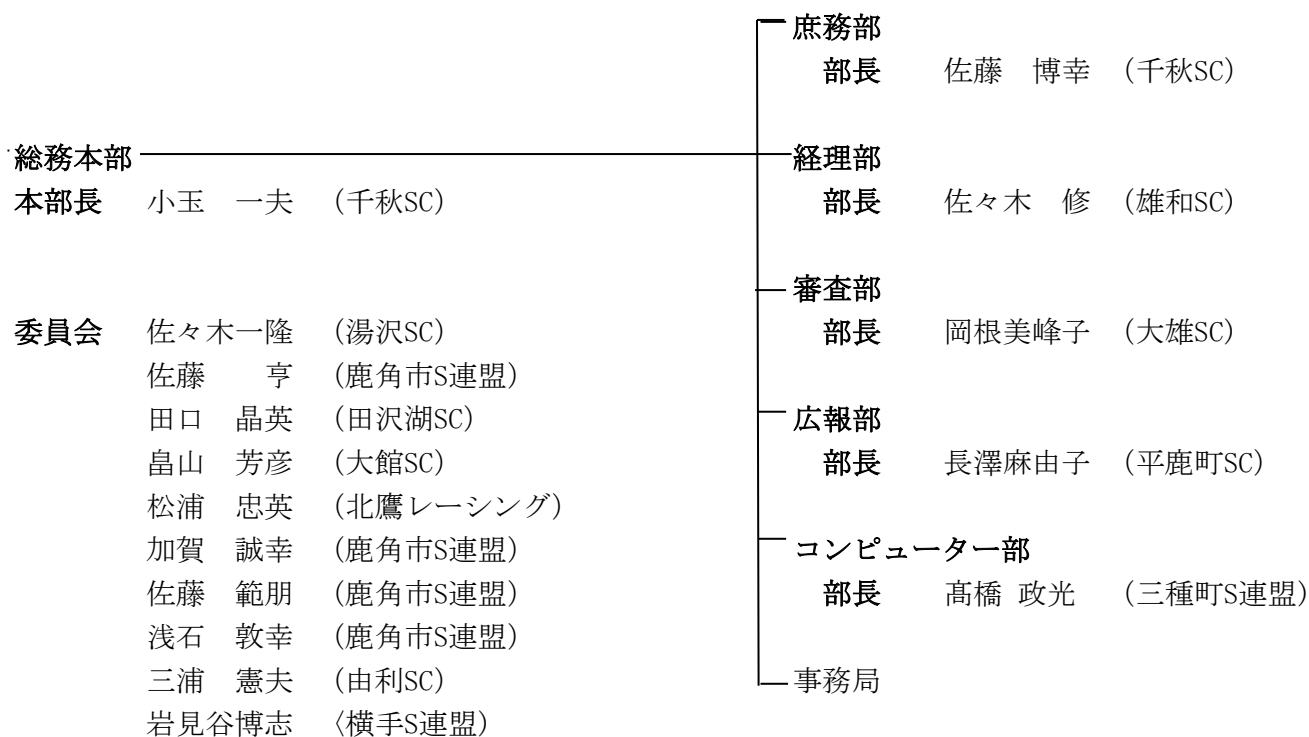 総務本部
本部長 小玉 一夫 (千秋SC)
委員会 佐々木一隆 (湯沢SC)
佐藤 亨 (鹿角市S連盟)
田口 晶英 (田沢湖SC)
畠山 芳彦 (大館SC)
松浦 忠英 (北鷹レーシング)
加賀 誠幸 (鹿角市S連盟)
佐藤 範朋 (鹿角市S連盟)
浅石 敦幸 (鹿角市S連盟)
三浦 憲夫 (由利SC)
岩見谷博志 〈横手S連盟)
庶務部
部長 佐藤 博幸 (千秋SC)
経理部
部長 佐々木 修 (雄和SC)
審査部
部長 岡根美峰子 (大雄SC)
広報部
部長 長澤麻由子 (平鹿町SC)
コンピューター部
部長 髙橋 政光 (三種町S連盟)
事務局